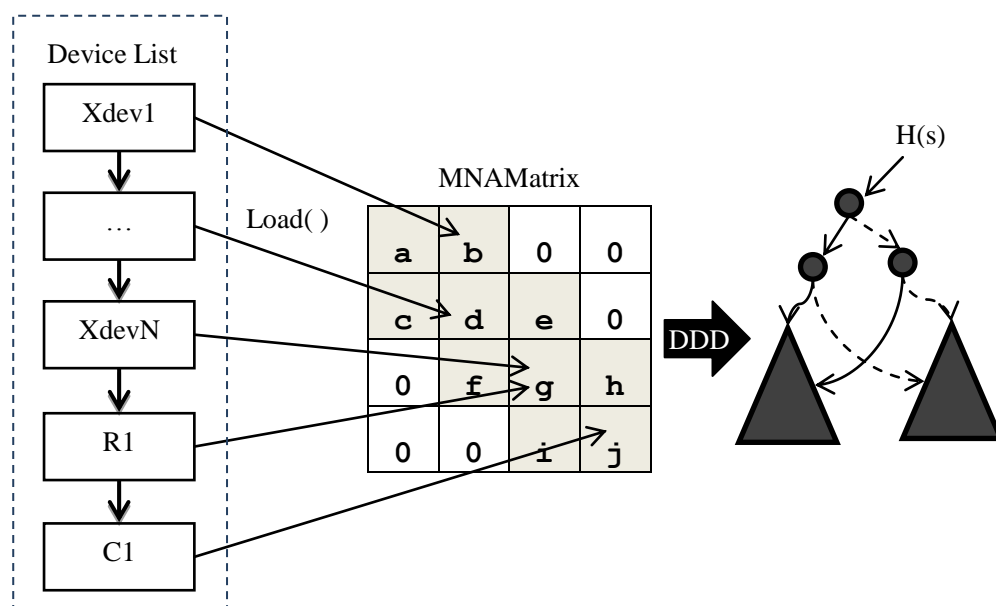 Device List
Xdev1
...
XdevN
R1
C1
Load( )
MNAMatrix
a b 0 0
c d e 0
0 f g h
0 0 i j
DDD
H(s)